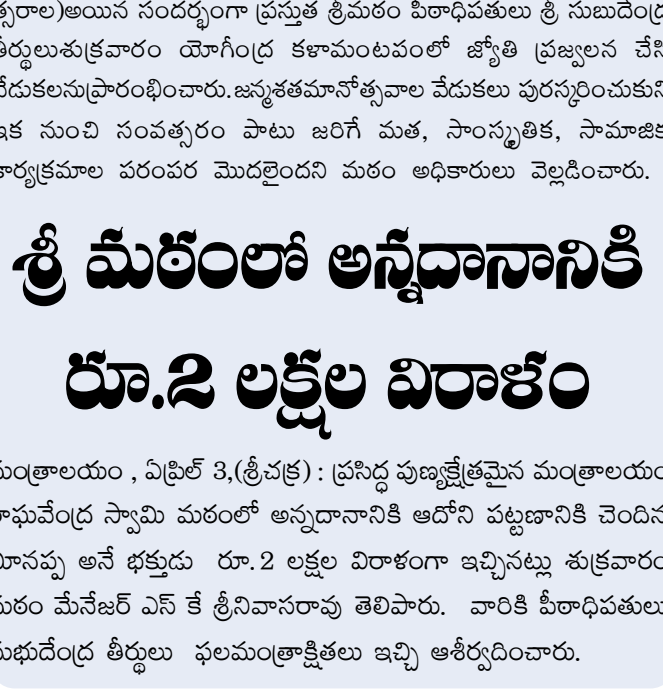 త్సరాల)అయిన సందర్భంగా ప్రస్తుత శ్రీమఠం పీఠాధిపతులు శ్రీ సుబుదేంద్ర
తీర్థులుశుక్రవారం యోగీంద్ర కళామంటపంలో జ్యోతి ప్రజ్వలన చేసి
వేడుకలనుప్రారంభించారు.జన్మశతమానోత్సవాల వేడుకలు పురస్కరించుకుని
ఇక నుంచి సంవత్సరం పాటు జరిగే మత, సాంస్కృతిక, సామాజిక
కార్యక్రమాల పరంపర మొదలైందని మఠం అధికారులు వెల్లడించారు.
శ్రీ మఠంలో అన్నదానానికి
రూ.2 లక్షల విరాళం
మంత్రాలయం , ఏప్రిల్ 3,(శ్రీచక్ర) : ప్రసిద్ధ పుణ్యక్షేత్రమైన మంత్రాలయం
రాఘవేంద్ర స్వామి మఠంలో అన్నదానానికి ఆదోని పట్టణానికి చెందిన
అనే భక్తుడు రూ.2 లక్షల విరాళంగా ఇచ్చినట్లు శుక్రవారం
మఠం మేనేజర్ ఎస్ కే శ్రీనివాసరావు తెలిపారు. వారికి పీఠాధిపతులు
సుభుదేంద్ర తీర్థులు ఫలమంత్రాక్షితలు ఇచ్చి ఆశీర్వదించారు.